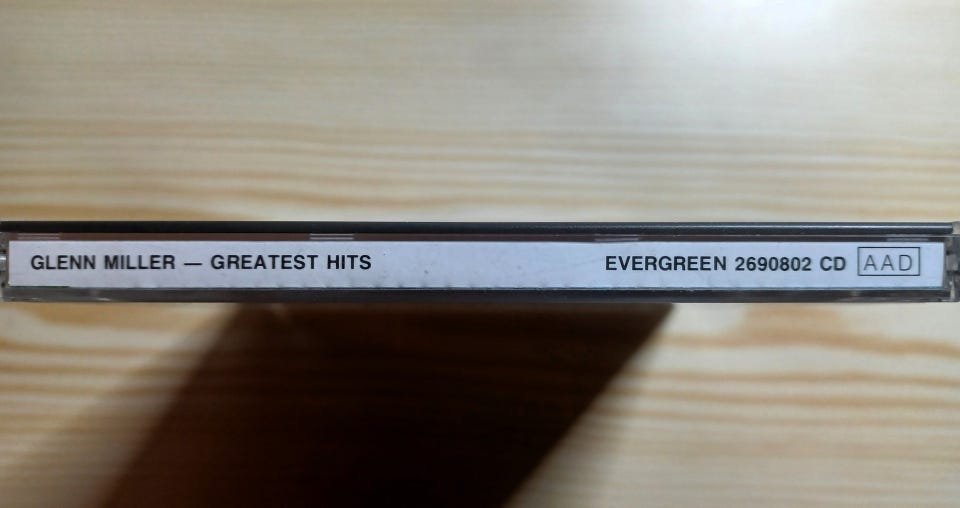 GLENN MILLER — GREATEST HITS EVERGREEN 2690802 CD AAD